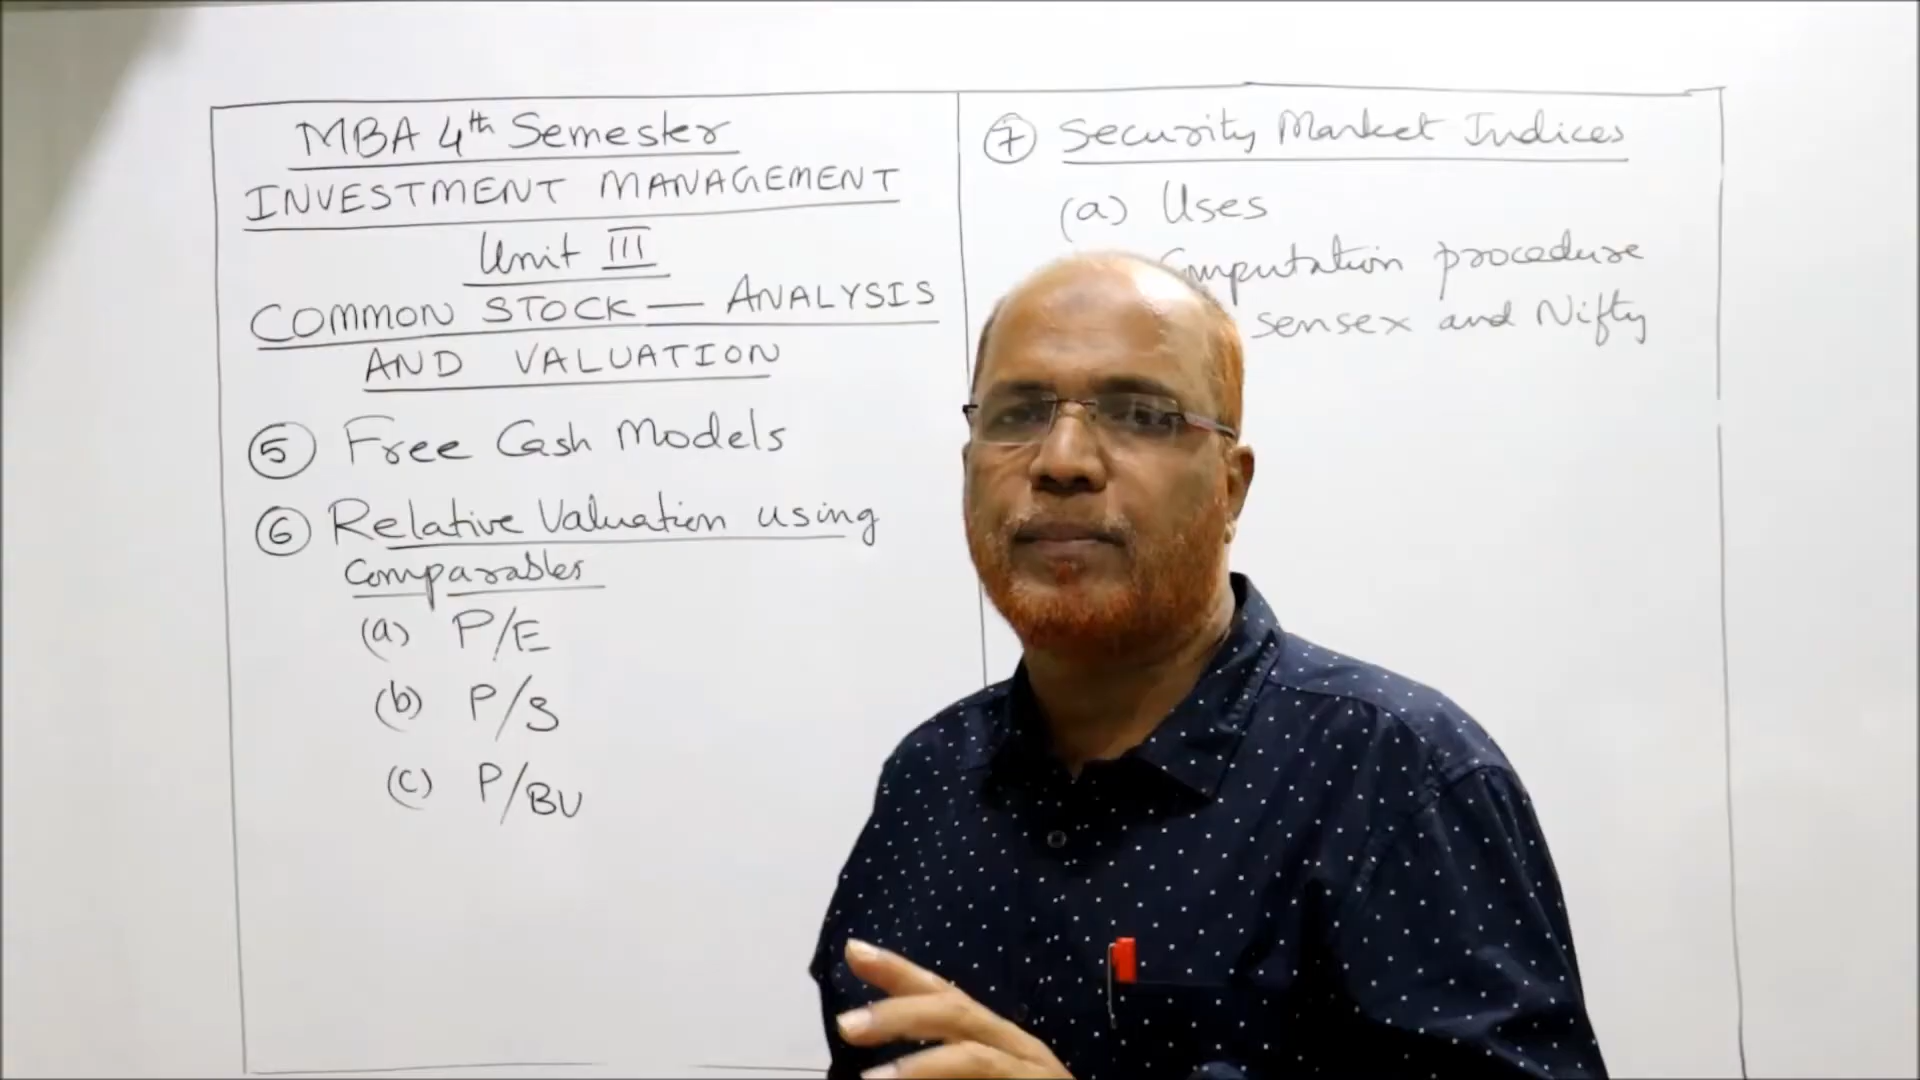 MBA 4th Semester
INVESTMENT MANAGEMENT
Unit III
COMMON STOCK — ANALYSIS
AND VALUATION
⑤ Free Cash Models
⑥ Relative Valuation using
Comparables
(a) P/E
(b) P/S
(c) P/BV
⑦ Security Market Indices
(a) Uses
procedure
sensex and Nifty